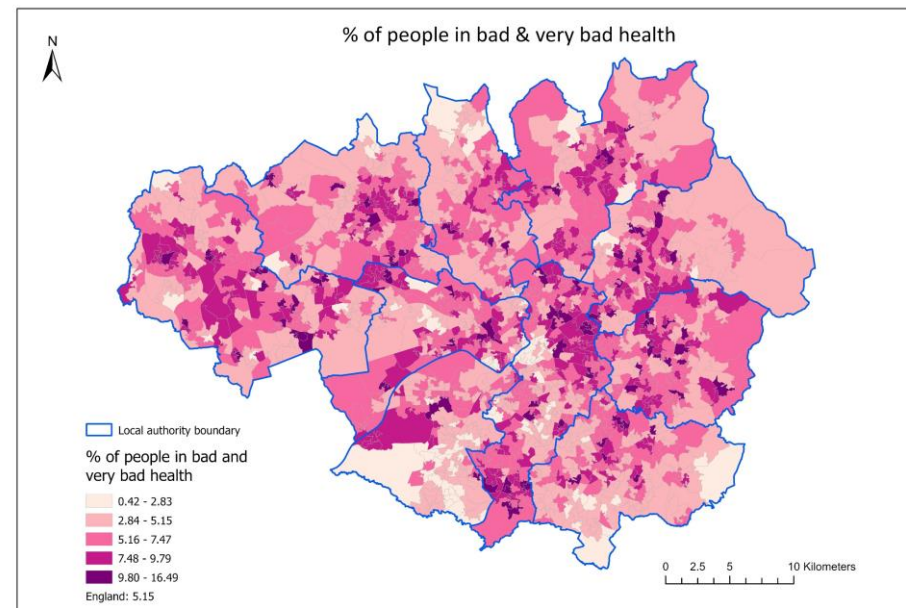 % of people in bad & very bad health
N
Local authority boundary
% of people in bad and
very bad health
0.42 - 2.83
2.84 - 5.15
5.16 - 7.47
7.48 - 9.79
9.80 - 16.49
England: 5.15
0 2.5 5 10 Kilometers